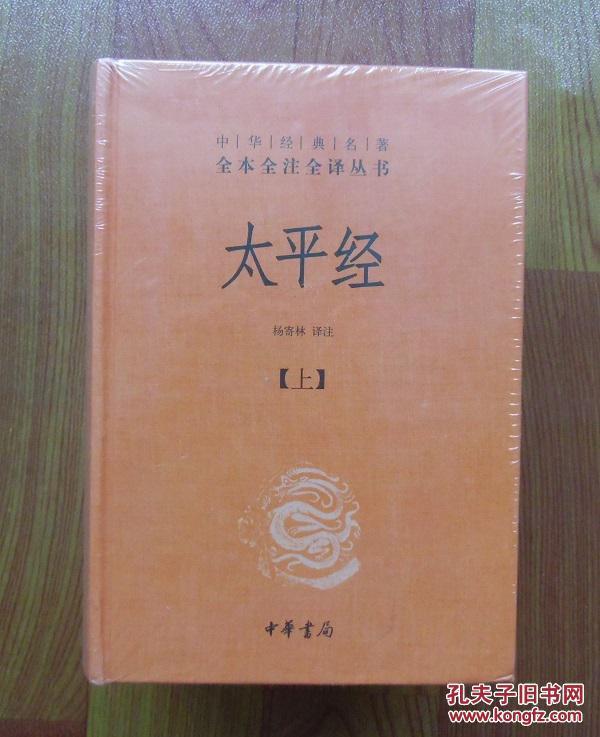 中华经典名著
全本全注全译丛书
太平经
杨寄林 译注
【上】
中華書局
孔夫子旧书网
www.kongfz.com